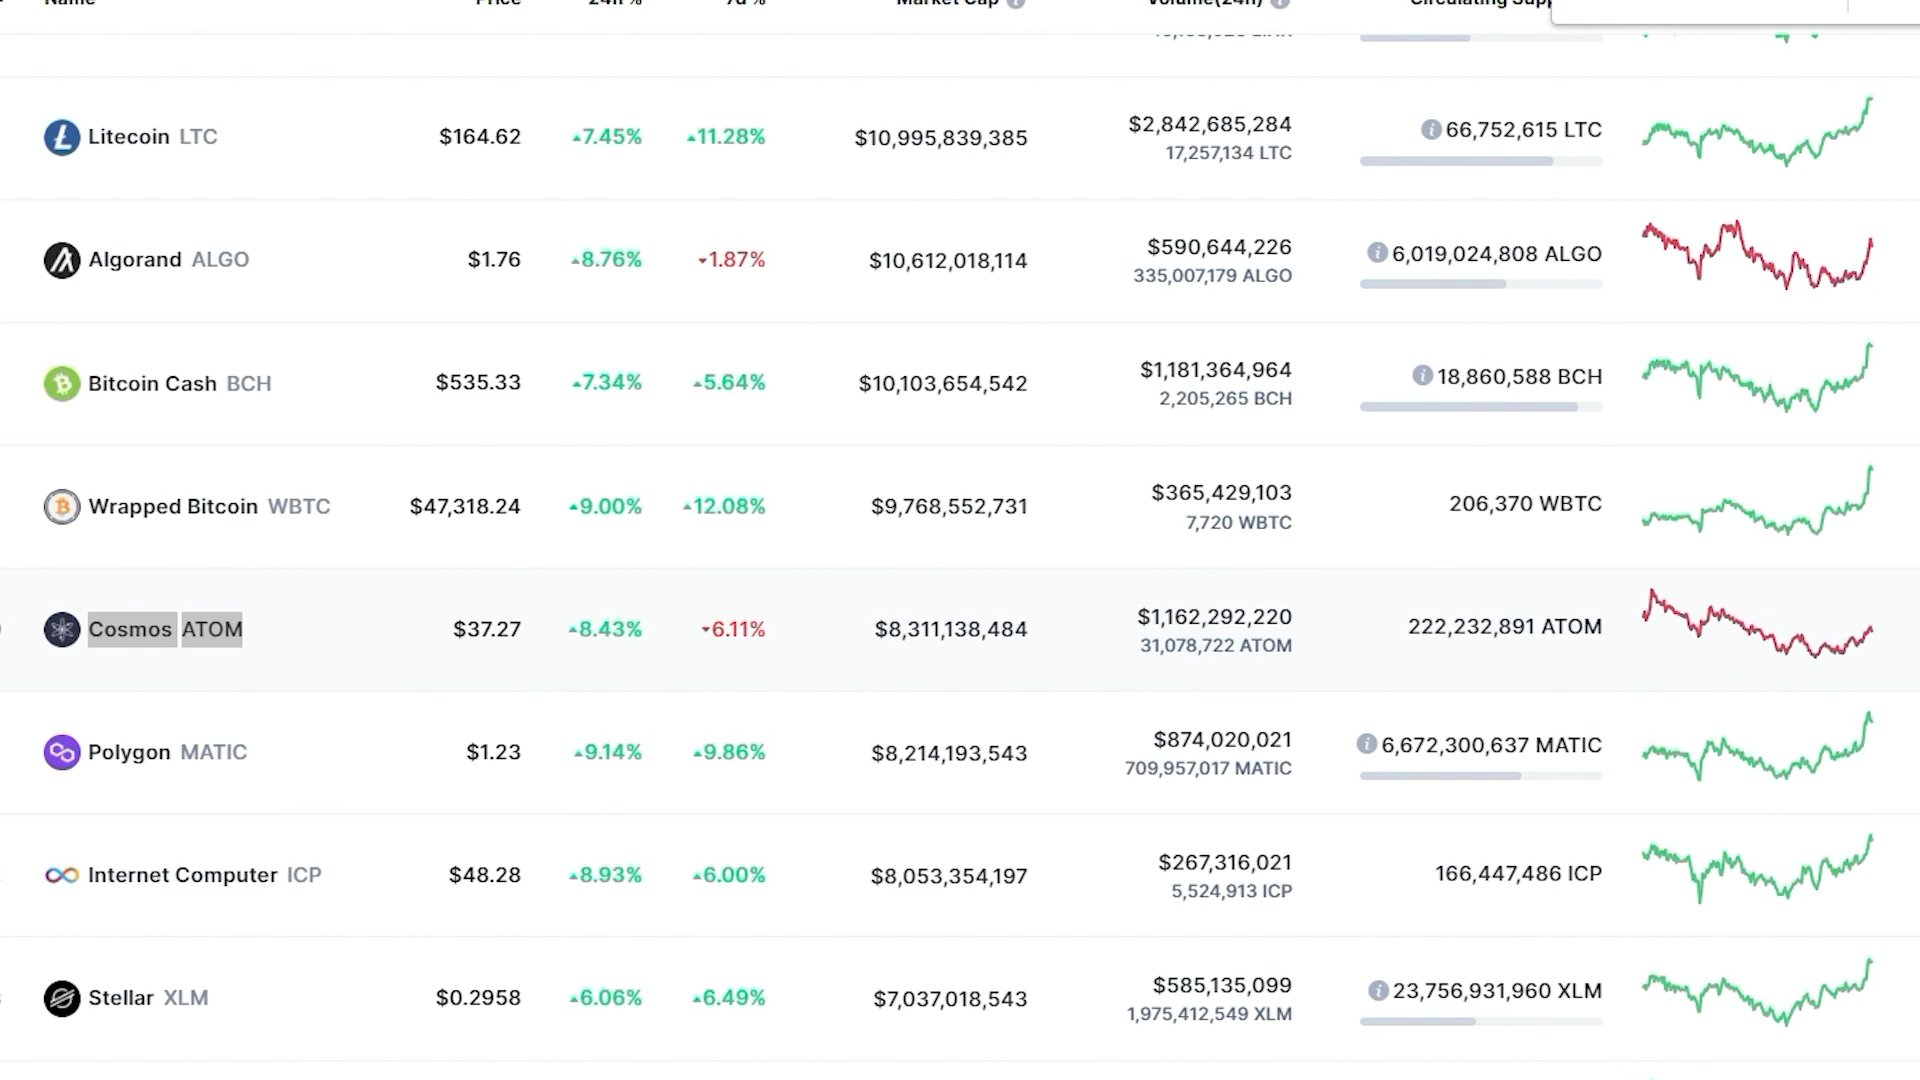 Name Price 24h % 7d % Market Cap Volume(24h) Circulating Supp
Litecoin LTC $164.62 7.45% 11.28% $10,995,839,385 $2,842,685,284 66,752,615 LTC
17,257,134 LTC
Algorand ALGO $1.76 8.76% 1.87% $10,612,018,114 $590,644,226 6,019,024,808 ALGO
335,007,179 ALGO
Bitcoin Cash BCH $535.33 7.34% 5.64% $10,103,654,542 $1,181,364,964 18,860,588 BCH
2,205,265 BCH
Wrapped Bitcoin WBTC $47,318.24 9.00% 12.08% $9,768,552,731 $365,429,103 206,370 WBTC
7,720 WBTC
Cosmos ATOM $37.27 8.43% 6.11% $8,311,138,484 $1,162,292,220 222,232,891 ATOM
31,078,722 ATOM
Polygon MATIC $1.23 9.14% 9.86% $8,214,193,543 $874,020,021 6,672,300,637 MATIC
709,957,017 MATIC
Internet Computer ICP $48.28 8.93% 6.00% $8,053,354,197 $267,316,021 166,447,486 ICP
5,524,913 ICP
Stellar XLM $0.2958 6.06% 6.49% $7,037,018,543 $585,135,099 23,756,931,960 XLM
1,975,412,549 XLM